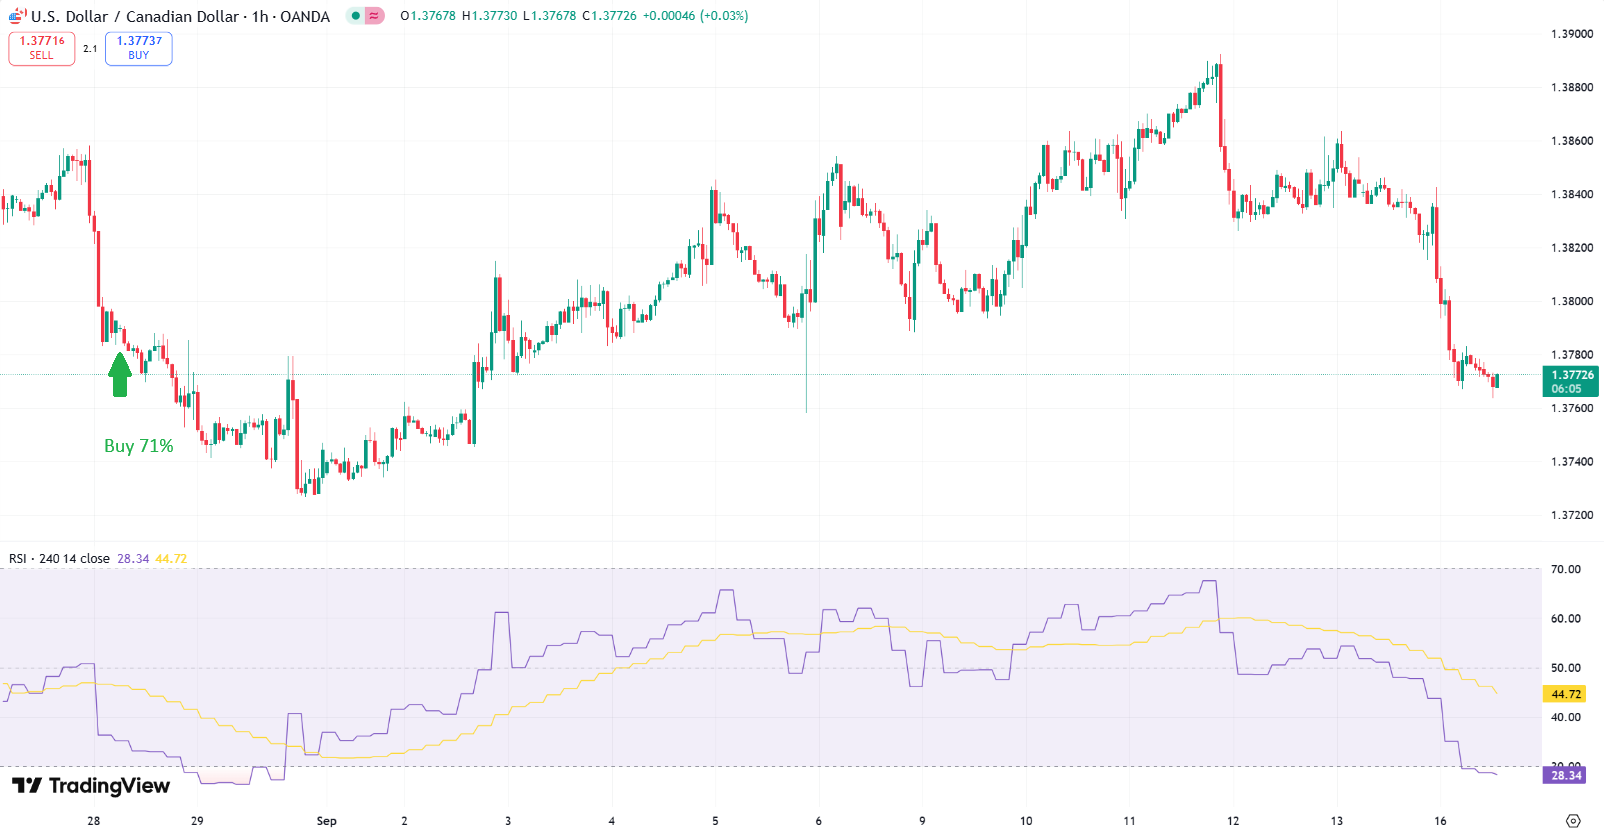 U.S. Dollar / Canadian Dollar · 1h · OANDA O1.37678 H1.37730 L1.37678 C1.37726 +0.00046 (+0.03%)
1.37716 SELL
2.1
1.37737 BUY
1.39000
1.38800
1.38600
1.38400
1.38200
1.38000
1.37800
1.37726
06:05
1.37600
1.37400
1.37200
Buy 71%
RSI · 240 14 close 28.34 44.72
70.00
60.00
50.00
44.72
40.00
30.00
28.34
TradingView
28 29 Sep 2 3 4 5 6 9 10 11 12 13 16